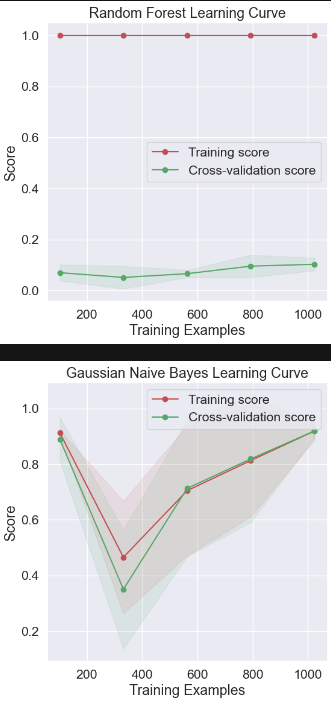 Random Forest Learning Curve
1.0
0.8
0.6
0.4
0.2
0.0
Score
Training score
Cross-validation score
200
400
600
800
1000
Training Examples
Gaussian Naive Bayes Learning Curve
1.0
0.8
0.6
0.4
0.2
Score
Training score
Cross-validation score
200
400
600
800
1000
Training Examples